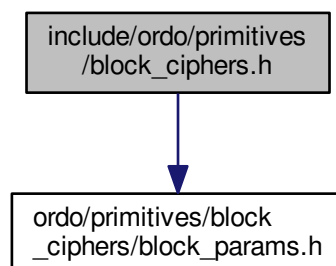 include/ordo/primitives
/block_ciphers.h
ordo/primitives/block
_ciphers/block_params.h